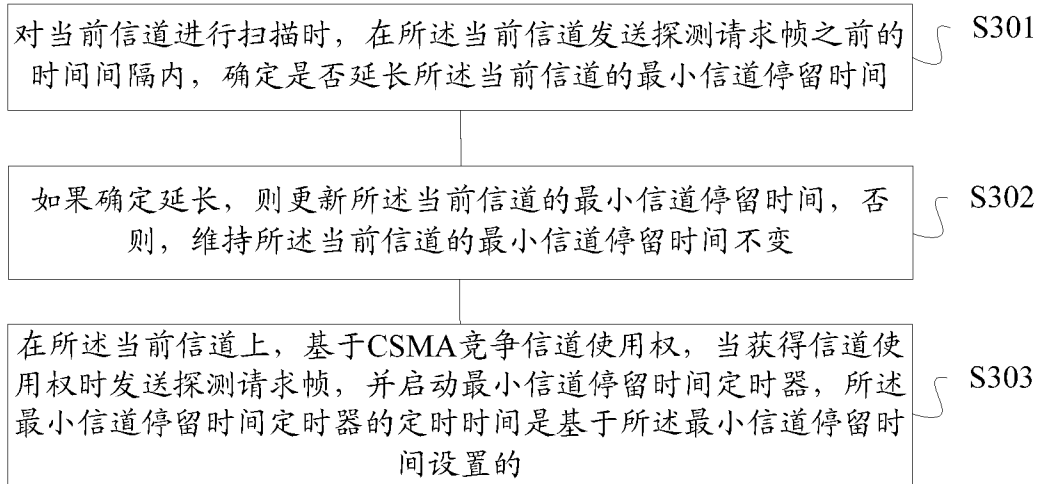 对当前信道进行扫描时，在所述当前信道发送探测请求帧之前的
时间间隔内，确定是否延长所述当前信道的最小信道停留时间
S301
如果确定延长，则更新所述当前信道的最小信道停留时间，否
则，维持所述当前信道的最小信道停留时间不变
S302
在所述当前信道上，基于CSMA竞争信道使用权，当获得信道使
用权时发送探测请求帧，并启动最小信道停留时间定时器，所述
最小信道停留时间定时器的定时时间是基于所述最小信道停留时
间设置的
S303